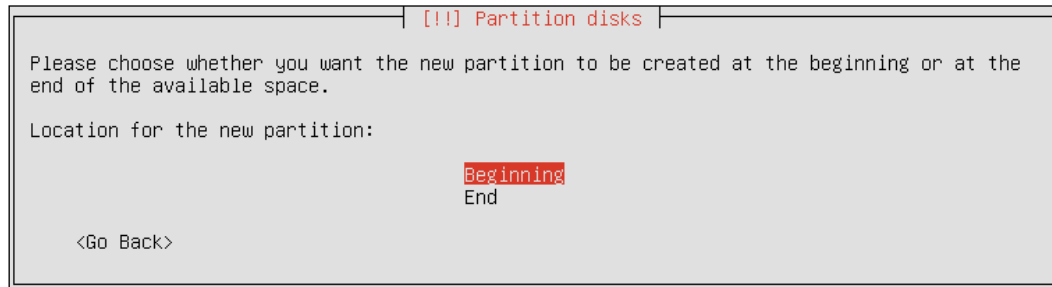 [!!] Partition disks
Please choose whether you want the new partition to be created at the beginning or at the
end of the available space.
Location for the new partition:
Beginning
End
<Go Back>